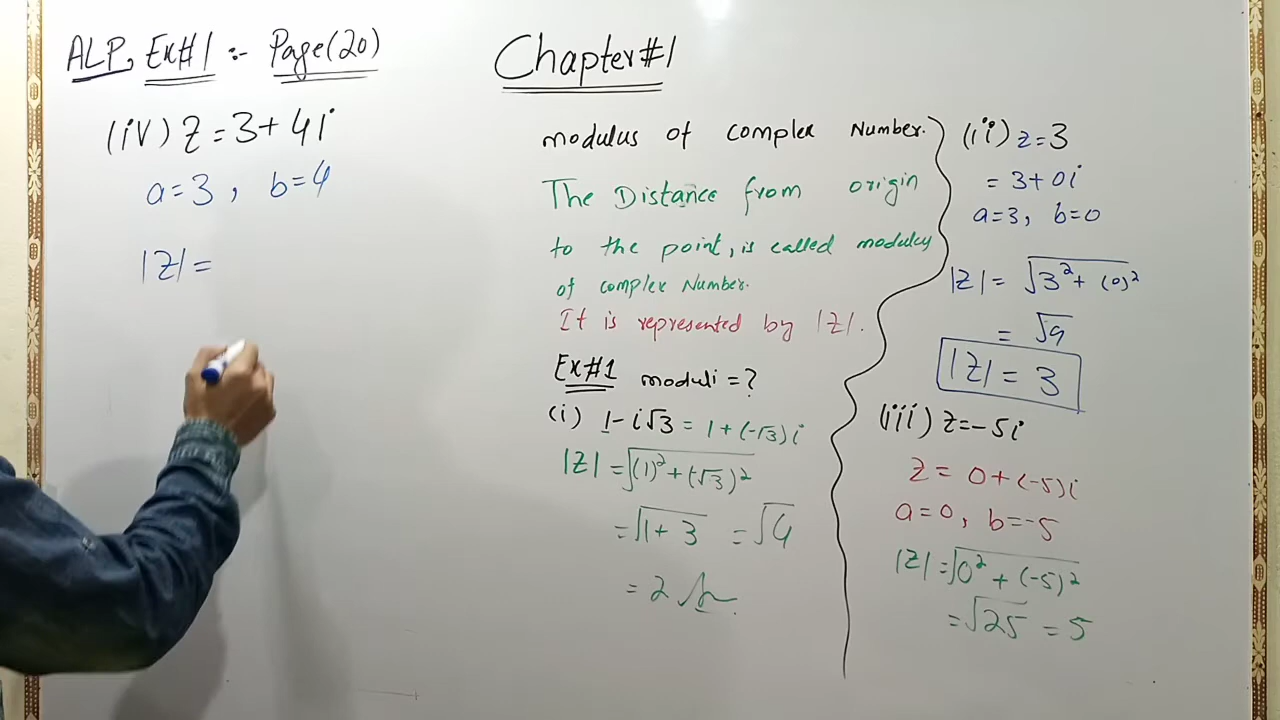 ALP, Ex#1 :- Page(20)
(iv) z = 3 + 4i
a = 3 , b = 4
|z| =
Chapter#1
modulus of complex Number.
The Distance from origin
to the point, is called modulus
of complex Number.
It is represented by |z|.
Ex#1 moduli = ?
(i) 1 - i√3 = 1 + (-√3)i
|z| = √(1)² + (-√3)²
= √1 + 3 = √4
= 2
(ii) z = 3
= 3 + 0i
a = 3, b = 0
|z| = √3² + (0)²
= √9
|z| = 3
(iii) z = -5i
z = 0 + (-5)i
a = 0, b = -5
|z| = √0² + (-5)²
= √25 = 5